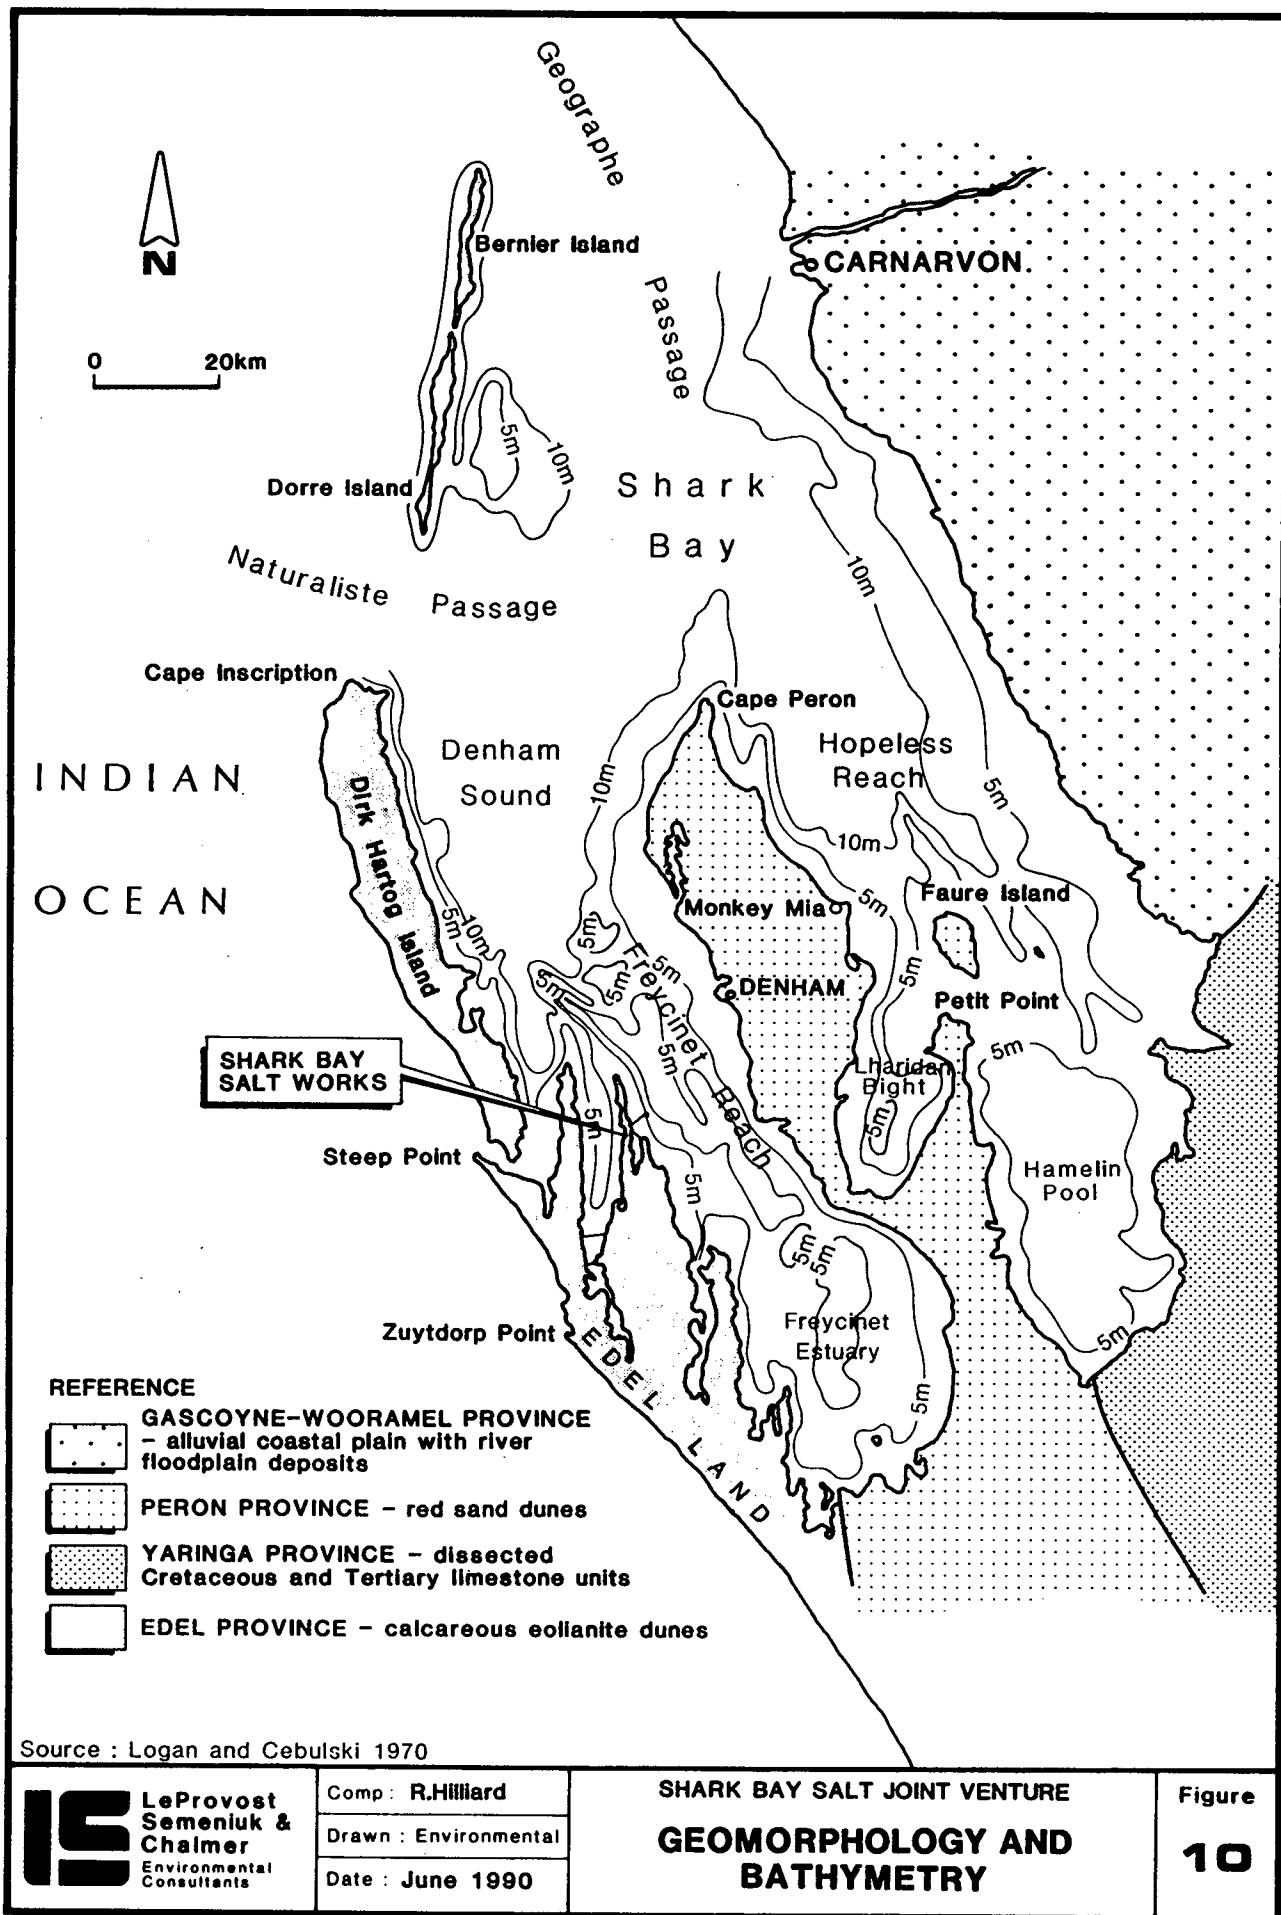 Geographe
Passage
N
0 20km
Bernier Island
CARNARVON
Dorre Island
5m
10m
Shark
Bay
Naturaliste Passage
10m
Cape Inscription
Cape Peron
Denham
Sound
Hopeless
Reach
INDIAN
OCEAN
10m
5m
10m
Dirk Hartog Island
Monkey Mia
5m
Faure Island
5m
10m
5m
Freycinet Reach
5m
5m
5m
5m
DENHAM
Petit Point
5m
SHARK BAY
SALT WORKS
5m
5m
Lharidan
Bight
5m
5m
Steep Point
5m
Hamelin
Pool
5m
5m
Zuytdorp Point
EDEL LAND
Freycinet
Estuary
5m
5m
REFERENCE
GASCOYNE-WOORAMEL PROVINCE
- alluvial coastal plain with river
floodplain deposits
PERON PROVINCE - red sand dunes
YARINGA PROVINCE - dissected
Cretaceous and Tertiary limestone units
EDEL PROVINCE - calcareous eolianite dunes
Source : Logan and Cebulski 1970
LeProvost
Semeniuk &
Chalmer
Environmental
Consultants
Comp : R.Hilliard
Drawn : Environmental
Date : June 1990
SHARK BAY SALT JOINT VENTURE
GEOMORPHOLOGY AND
BATHYMETRY
Figure
10